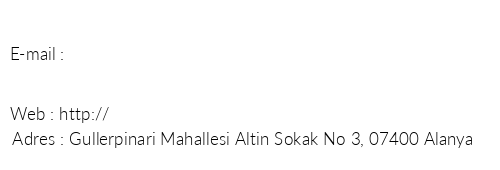 E-mail :
Web : http://
Adres : Gullerpinari Mahallesi Altin Sokak No 3, 07400 Alanya